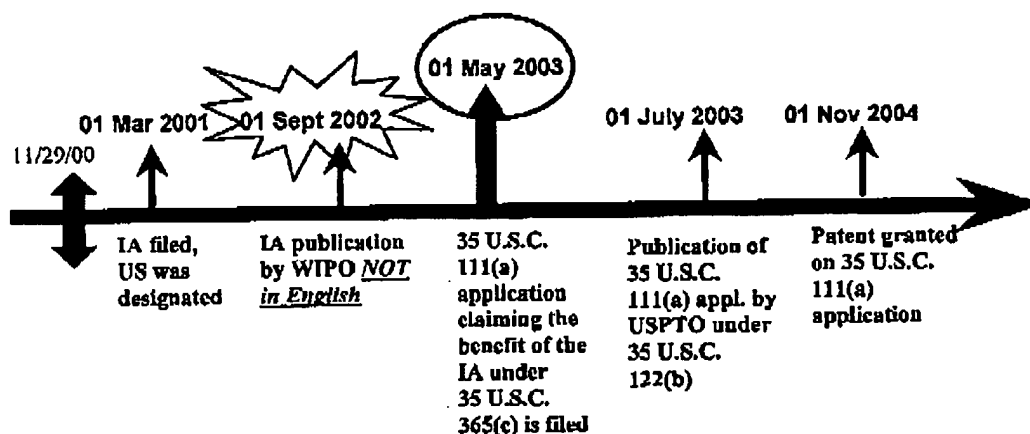 01 May 2003
01 Mar 2001
01 Sept 2002
01 July 2003
01 Nov 2004
11/29/00
IA filed,
US was
designated
IA publication
by WIPO NOT
in English
35 U.S.C.
111(a)
application
claiming the
benefit of the
IA under
35 U.S.C.
365(c) is filed
Publication of
35 U.S.C.
111(a) appl. by
USPTO under
35 U.S.C.
122(b)
Patent granted
on 35 U.S.C.
111(a)
application